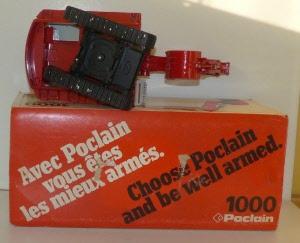 Avec Poclain
vous êtes
les mieux armés.
Choose Poclain
and be well armed.
1000
Poclain